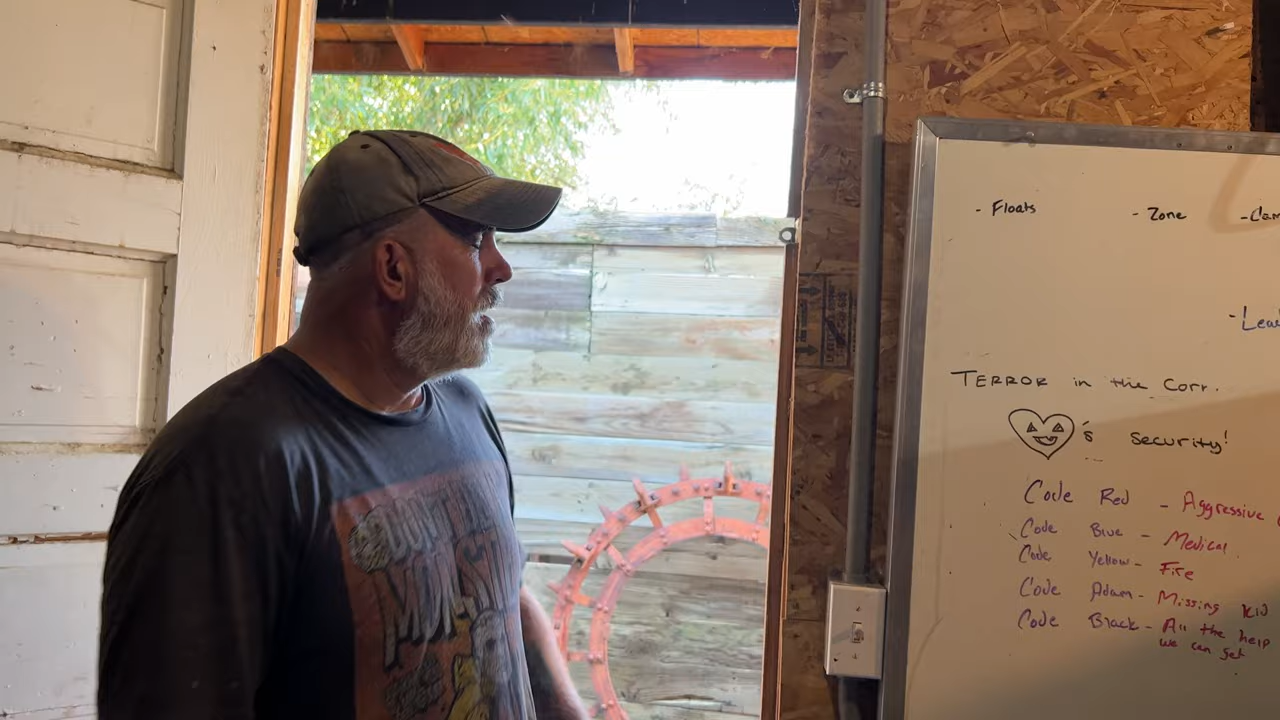 - Floats - Zone
TERROR in the Corr.
's security!
Code Red - Aggressive
Code Blue - Medical
Code Yellow - Fire
Code Adam - Missing Kid
Code Black - All the help
we can get